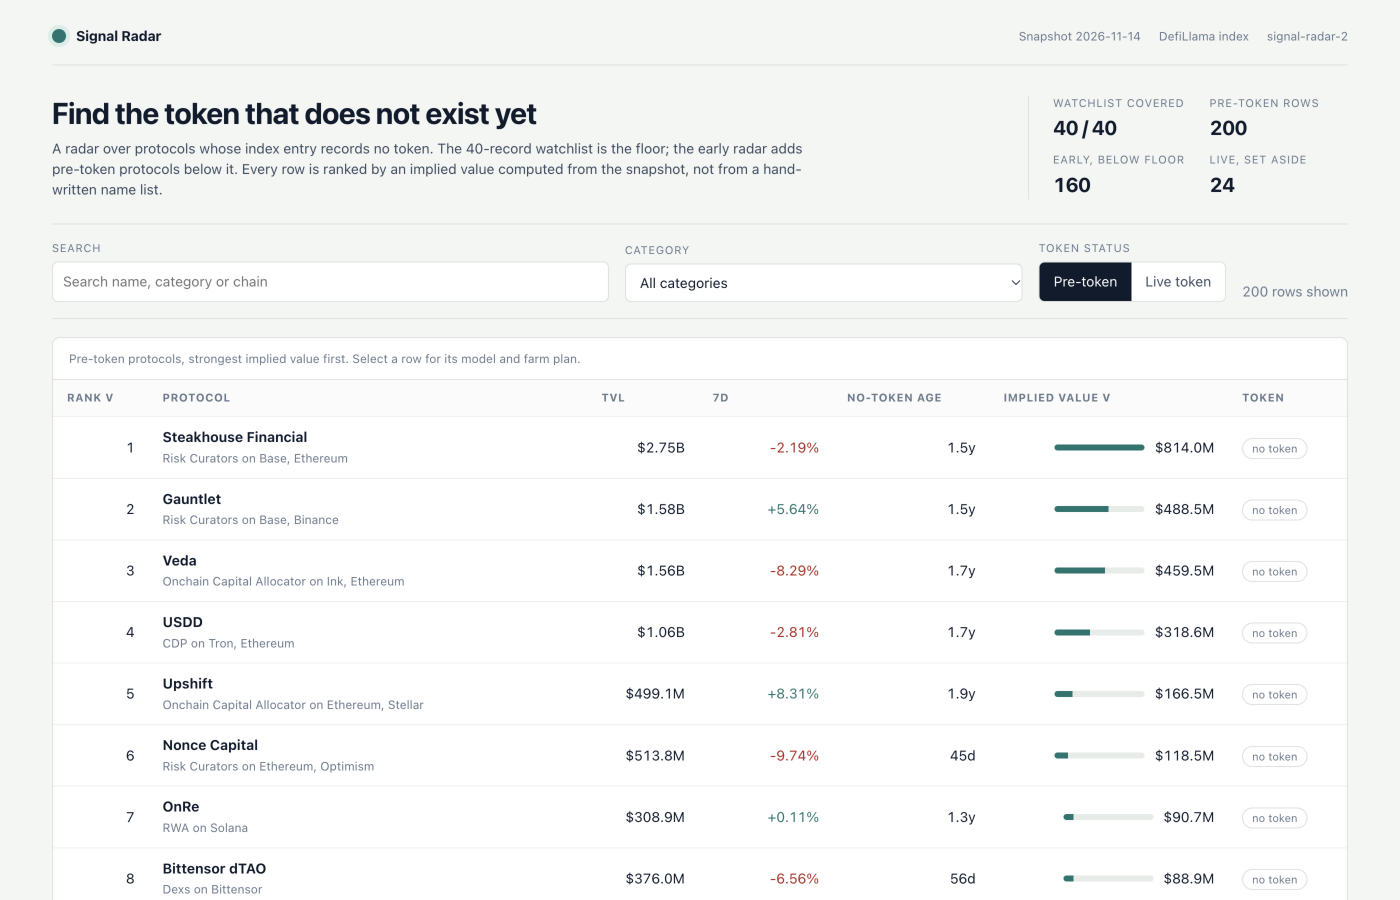 Signal Radar
Snapshot 2026-11-14 DefiLlama index signal-radar-2
Find the token that does not exist yet
A radar over protocols whose index entry records no token. The 40-record watchlist is the floor; the early radar adds
pre-token protocols below it. Every row is ranked by an implied value computed from the snapshot, not from a hand-
written name list.
WATCHLIST COVERED PRE-TOKEN ROWS
40 / 40 200
EARLY, BELOW FLOOR LIVE, SET ASIDE
160 24
SEARCH CATEGORY TOKEN STATUS
Search name, category or chain All categories Pre-token Live token 200 rows shown
Pre-token protocols, strongest implied value first. Select a row for its model and farm plan.
RANK V PROTOCOL TVL 7D NO-TOKEN AGE IMPLIED VALUE V TOKEN
1 Steakhouse Financial $2.75B -2.19% 1.5y $814.0M no token
Risk Curators on Base, Ethereum
2 Gauntlet $1.58B +5.64% 1.5y $488.5M no token
Risk Curators on Base, Binance
3 Veda $1.56B -8.29% 1.7y $459.5M no token
Onchain Capital Allocator on Ink, Ethereum
4 USDD $1.06B -2.81% 1.7y $318.6M no token
CDP on Tron, Ethereum
5 Upshift $499.1M +8.31% 1.9y $166.5M no token
Onchain Capital Allocator on Ethereum, Stellar
6 Nonce Capital $513.8M -9.74% 45d $118.5M no token
Risk Curators on Ethereum, Optimism
7 OnRe $308.9M +0.11% 1.3y $90.7M no token
RWA on Solana
8 Bittensor dTAO $376.0M -6.56% 56d $88.9M no token
Dexs on Bittensor